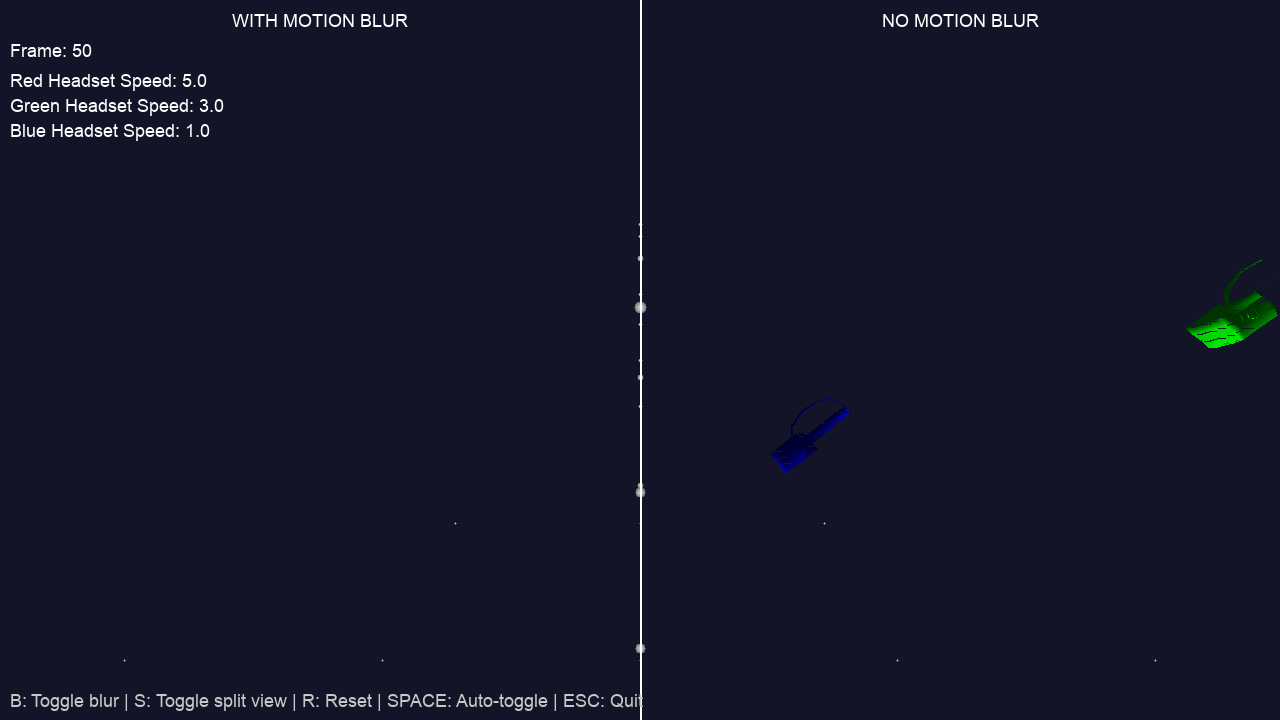 WITH MOTION BLUR
NO MOTION BLUR
Frame: 50
Red Headset Speed: 5.0
Green Headset Speed: 3.0
Blue Headset Speed: 1.0
B: Toggle blur | S: Toggle split view | R: Reset | SPACE: Auto-toggle | ESC: Quit